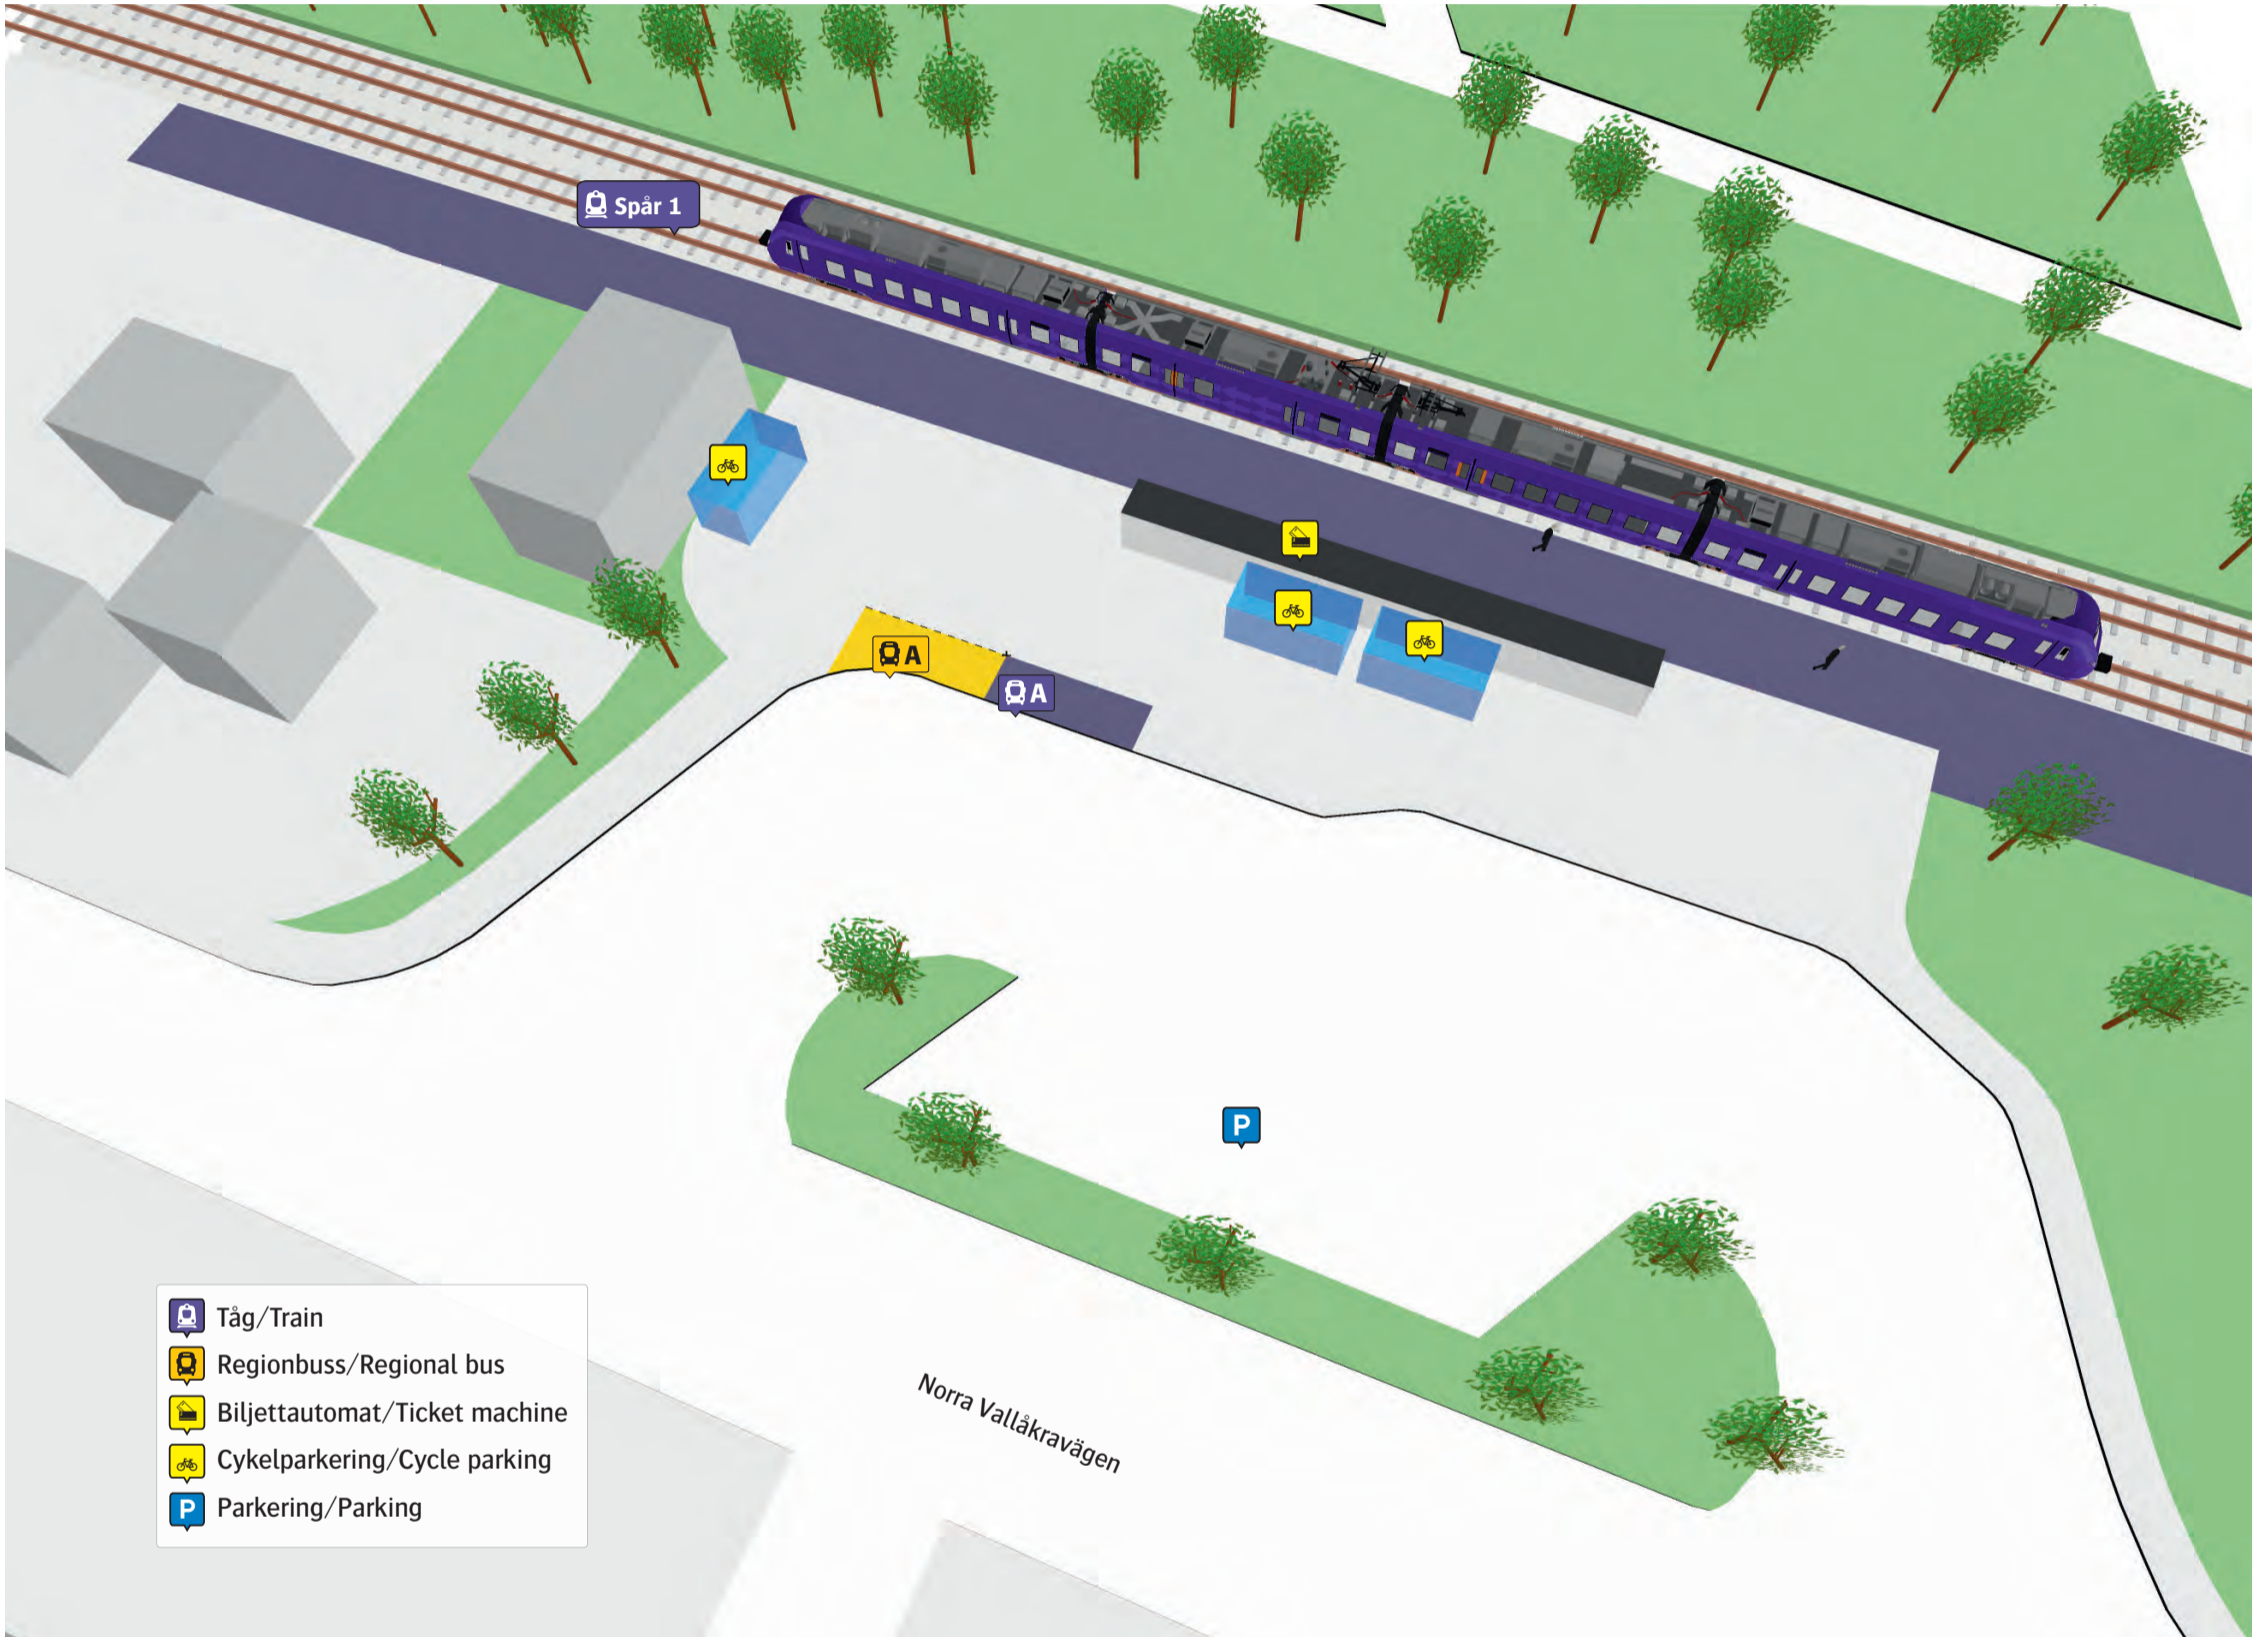 Spår 1
A
A
P
Tåg/Train
Regionbuss/Regional bus
Biljettautomat/Ticket machine
Cykelparkering/Cycle parking
P Parkering/Parking
Norra Vallåkravägen